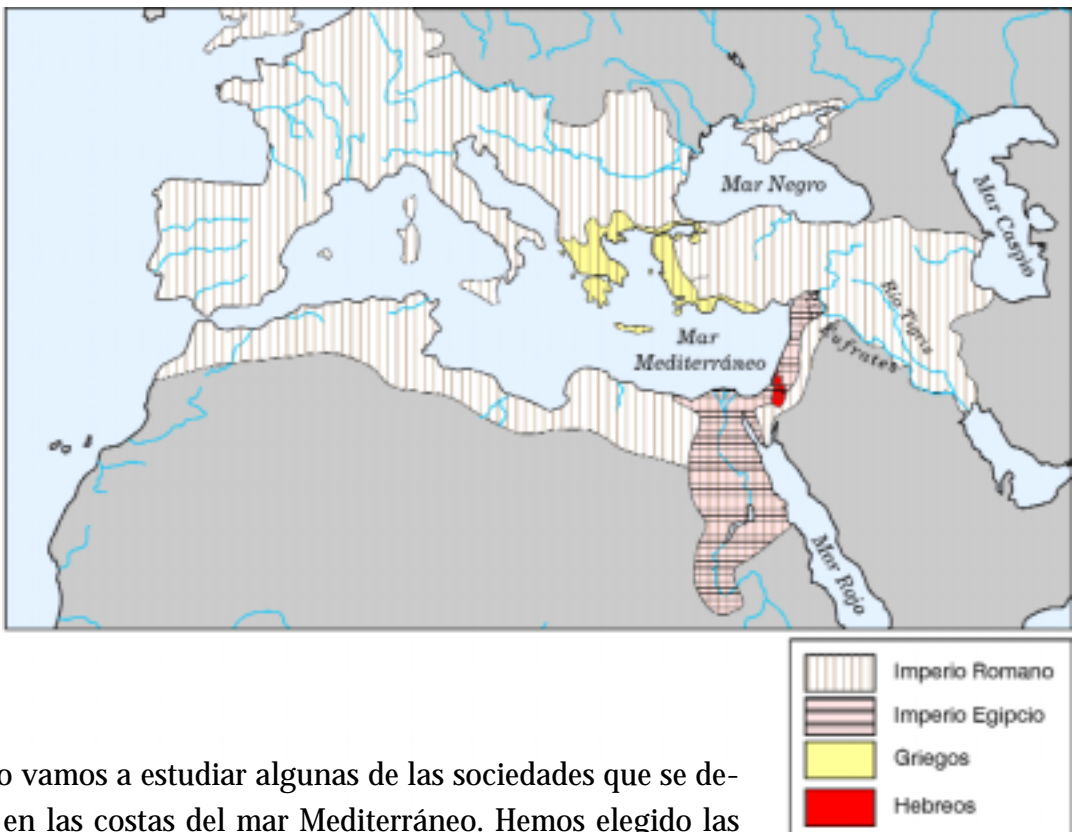 Mar Negro
Mar Caspio
Río Tigris
Eufrates
Mar
Mediterráneo
Mar Rojo
Imperio Romano
Imperio Egipcio
Griegos
Hebreos
o vamos a estudiar algunas de las sociedades que se de-
en las costas del mar Mediterráneo. Hemos elegido las